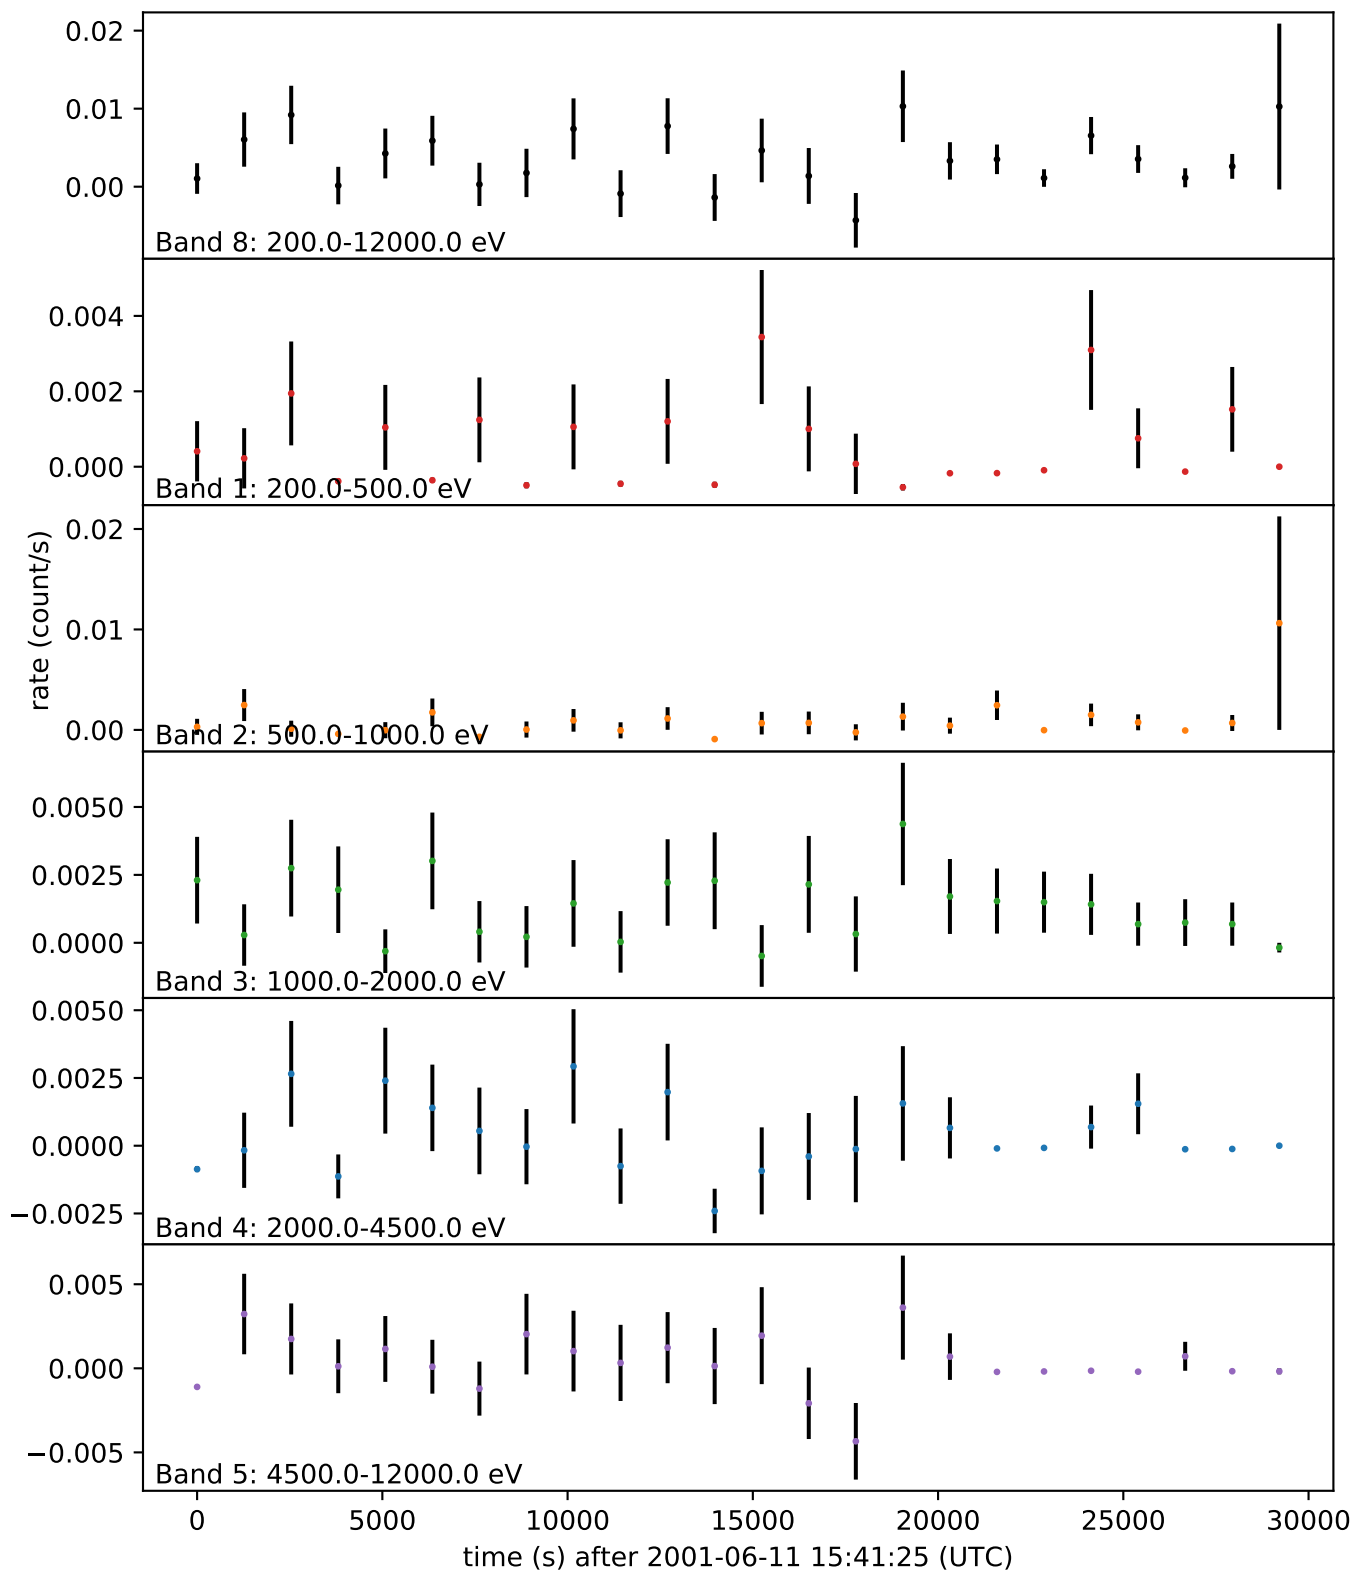 0.02
0.01
0.00
Band 8: 200.0-12000.0 eV
0.004
0.002
0.000
Band 1: 200.0-500.0 eV
rate (count/s)
0.02
0.01
0.00
Band 2: 500.0-1000.0 eV
0.0050
0.0025
0.0000
Band 3: 1000.0-2000.0 eV
0.0050
0.0025
0.0000
−0.0025
Band 4: 2000.0-4500.0 eV
0.005
0.000
−0.005
Band 5: 4500.0-12000.0 eV
0 5000 10000 15000 20000 25000 30000
time (s) after 2001-06-11 15:41:25 (UTC)